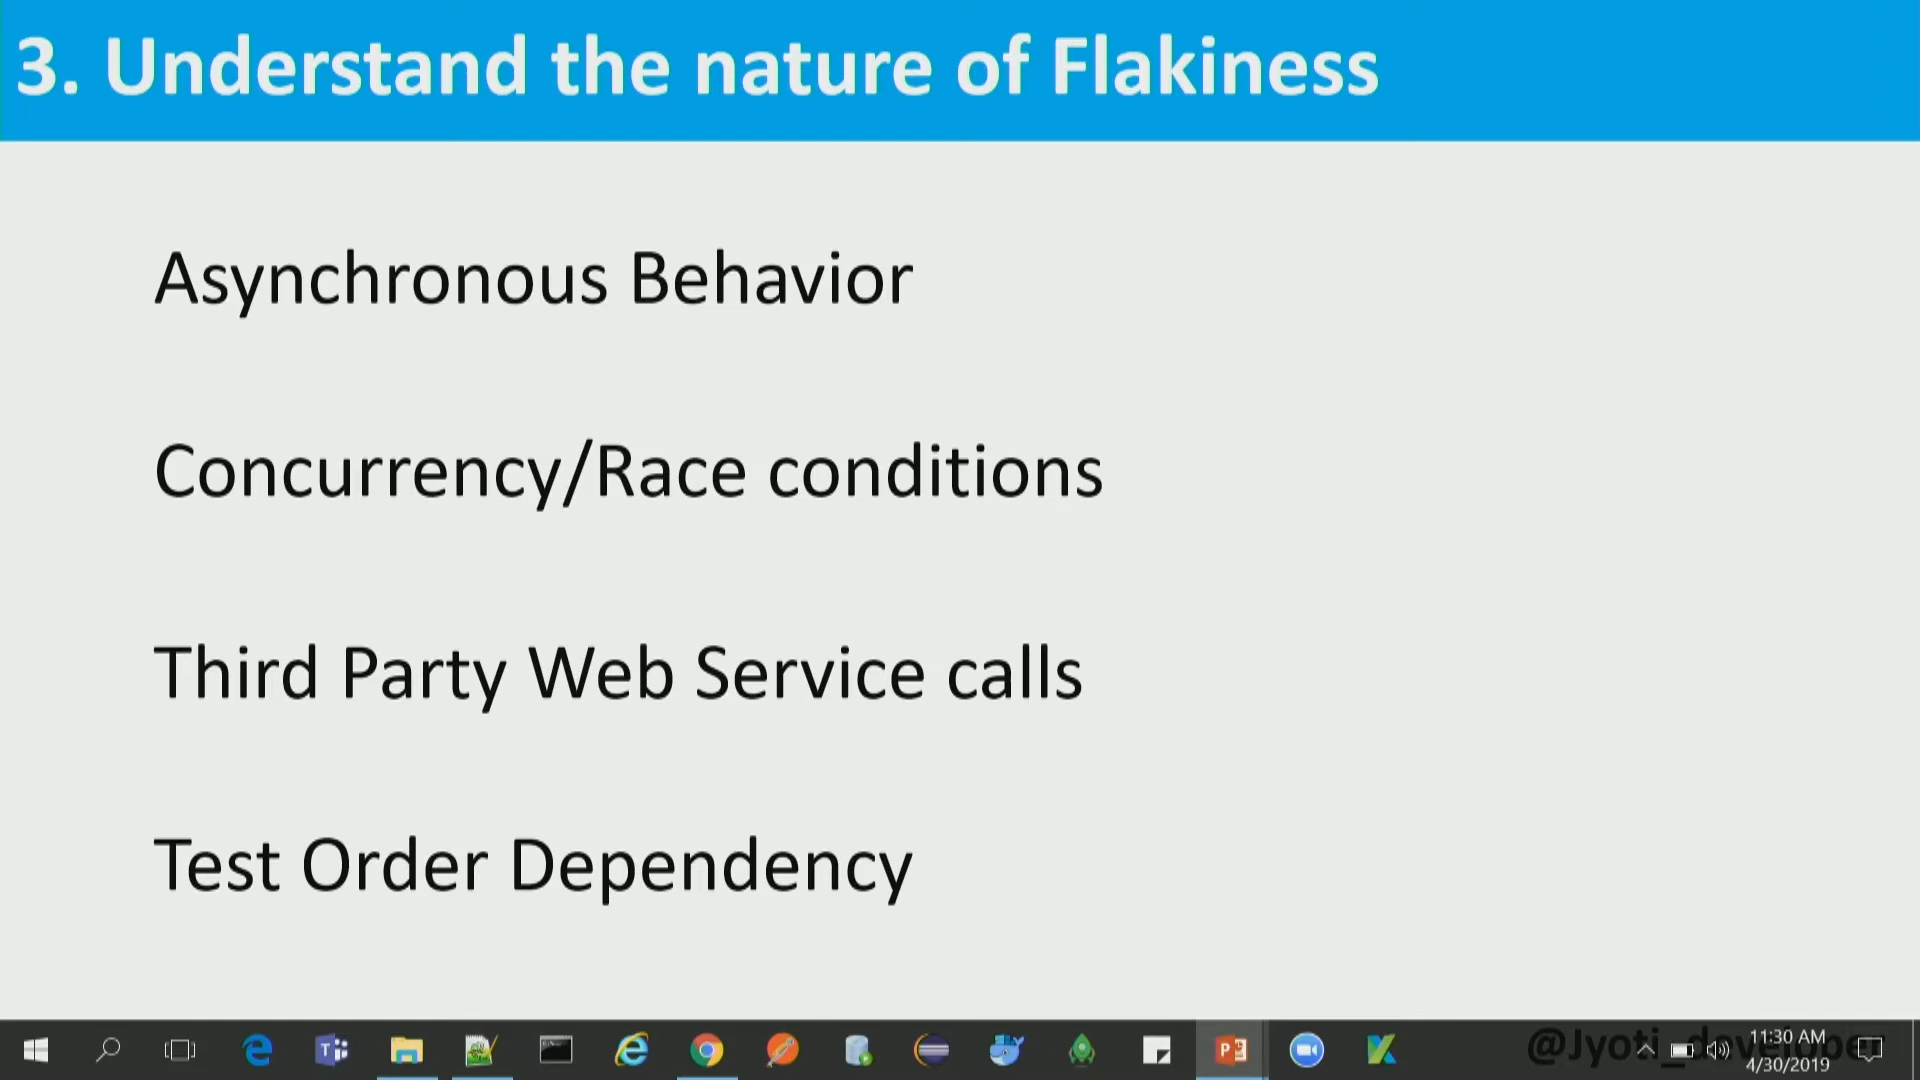 3. Understand the nature of Flakiness
Asynchronous Behavior
Concurrency/Race conditions
Third Party Web Service calls
Test Order Dependency
@Jyoti_developer
11:30 AM
4/30/2019